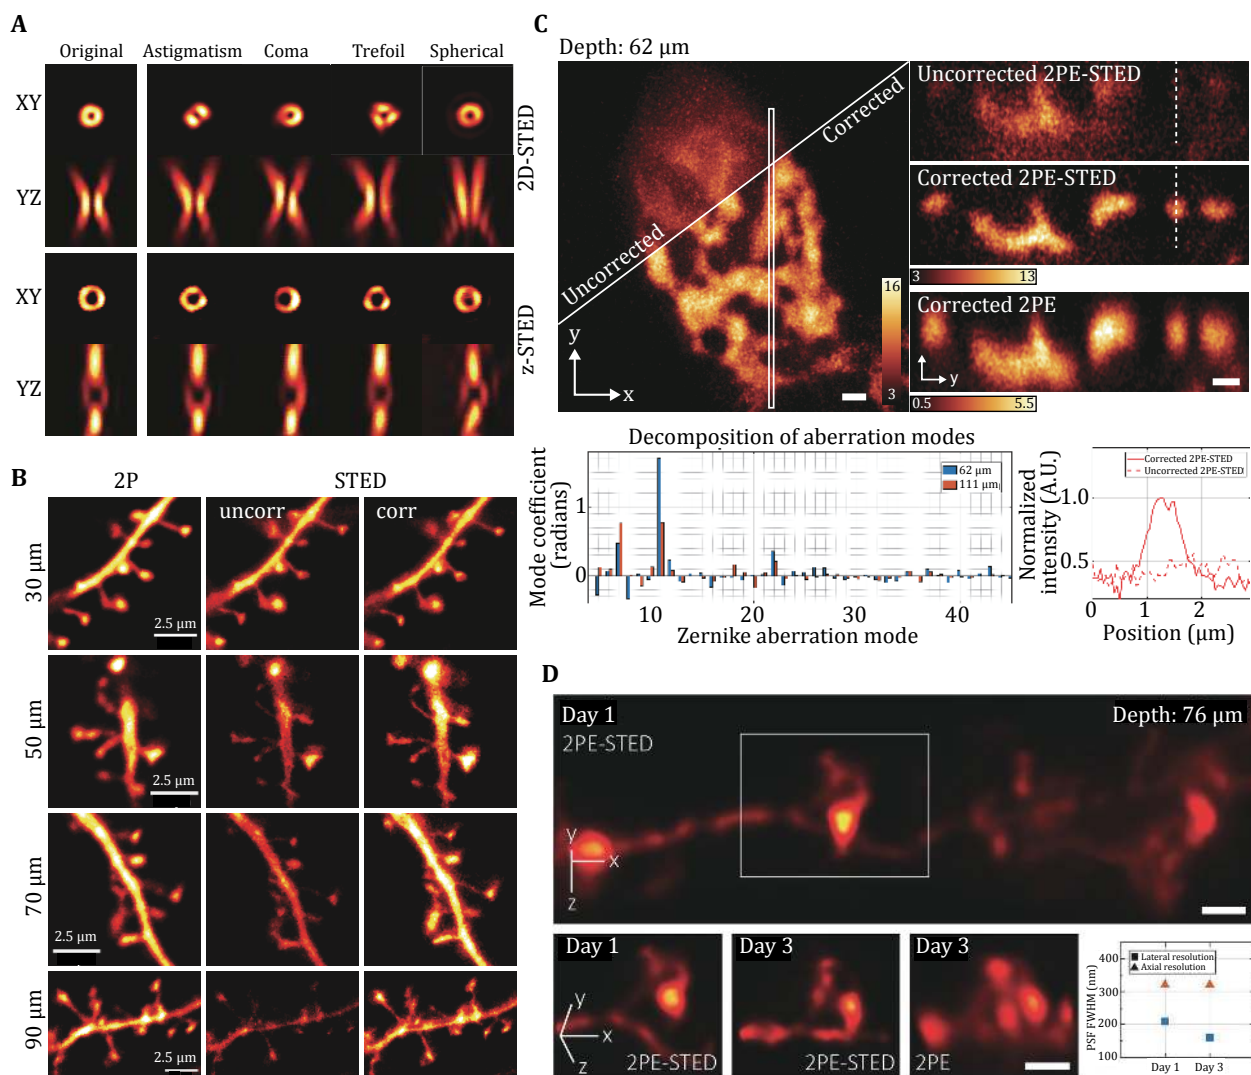 A
Original Astigmatism Coma Trefoil Spherical
XY
YZ
2D-STED
XY
YZ
z-STED
B
2P STED
uncorr corr
30 μm
2.5 μm
50 μm
2.5 μm
70 μm
2.5 μm
90 μm
2.5 μm
C
Depth: 62 μm
Uncorrected
Corrected
y
x
16
3
Uncorrected 2PE-STED
Corrected 2PE-STED
3 13
Corrected 2PE
y
0.5 5.5
Decomposition of aberration modes
Mode coefficient
(radians)
1
0
62 μm
111 μm
10 20 30 40
Zernike aberration mode
Normalized
intensity (A.U.)
Corrected 2PE-STED
Uncorrected 2PE-STED
1.0
0.5
0 1 2
Position (μm)
D
Day 1
2PE-STED
Depth: 76 μm
y
x
z
Day 1
y
x
z
2PE-STED
Day 3
2PE-STED
Day 3
2PE
PSF FWHM (nm)
400
300
200
100
Lateral resolution
Axial resolution
Day 1 Day 3